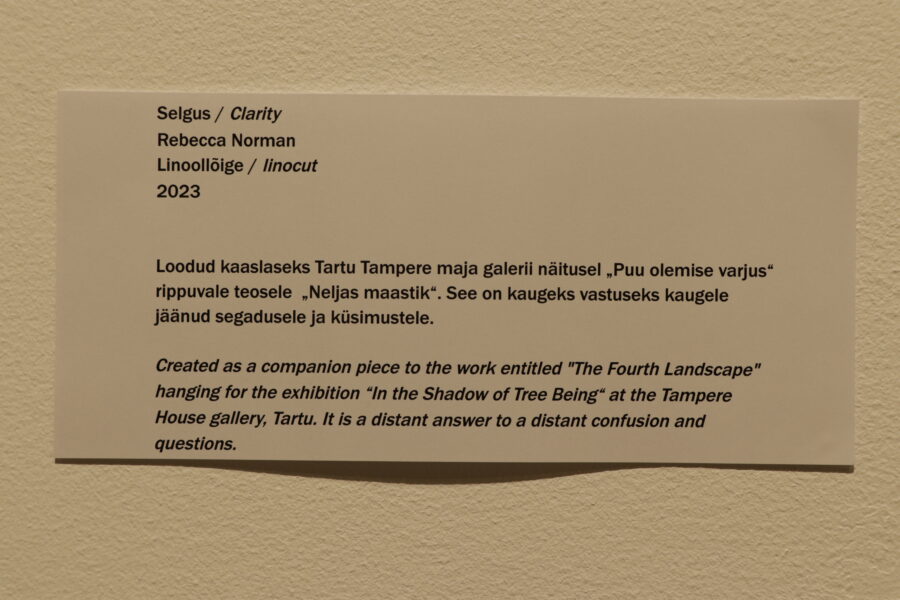 Selgus / Clarity
Rebecca Norman
Linoollõige / linocut
2023
Loodud kaaslaseks Tartu Tampere maja galerii näitusel „Puu olemise varjus“
rippuvale teosele „Neljas maastik“. See on kaugeks vastuseks kaugele
jäänud segadusele ja küsimustele.
Created as a companion piece to the work entitled "The Fourth Landscape"
hanging for the exhibition “In the Shadow of Tree Being“ at the Tampere
House gallery, Tartu. It is a distant answer to a distant confusion and
questions.